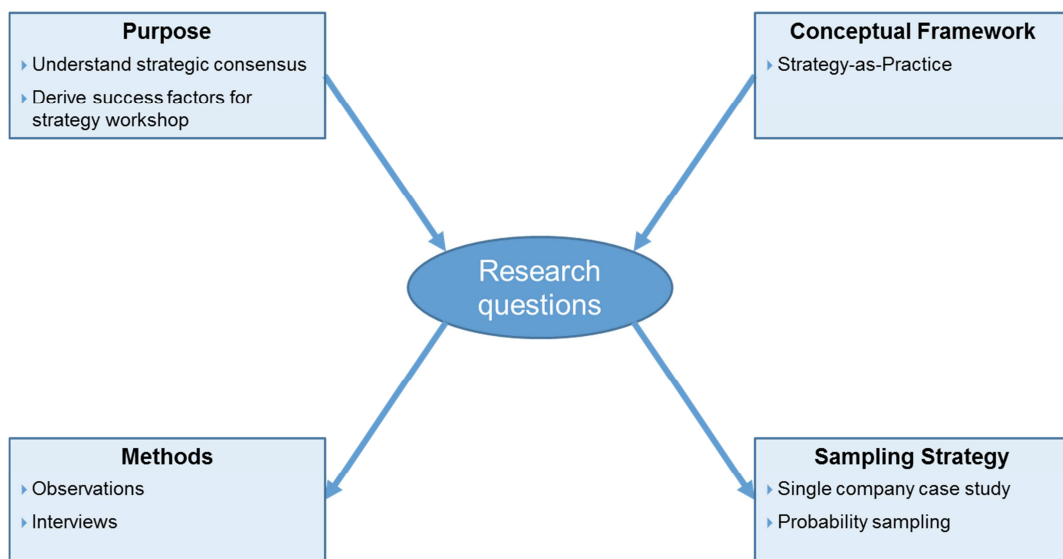 Purpose
Understand strategic consensus
Derive success factors for
strategy workshop
Conceptual Framework
Strategy-as-Practice
Research
questions
Methods
Observations
Interviews
Sampling Strategy
Single company case study
Probability sampling